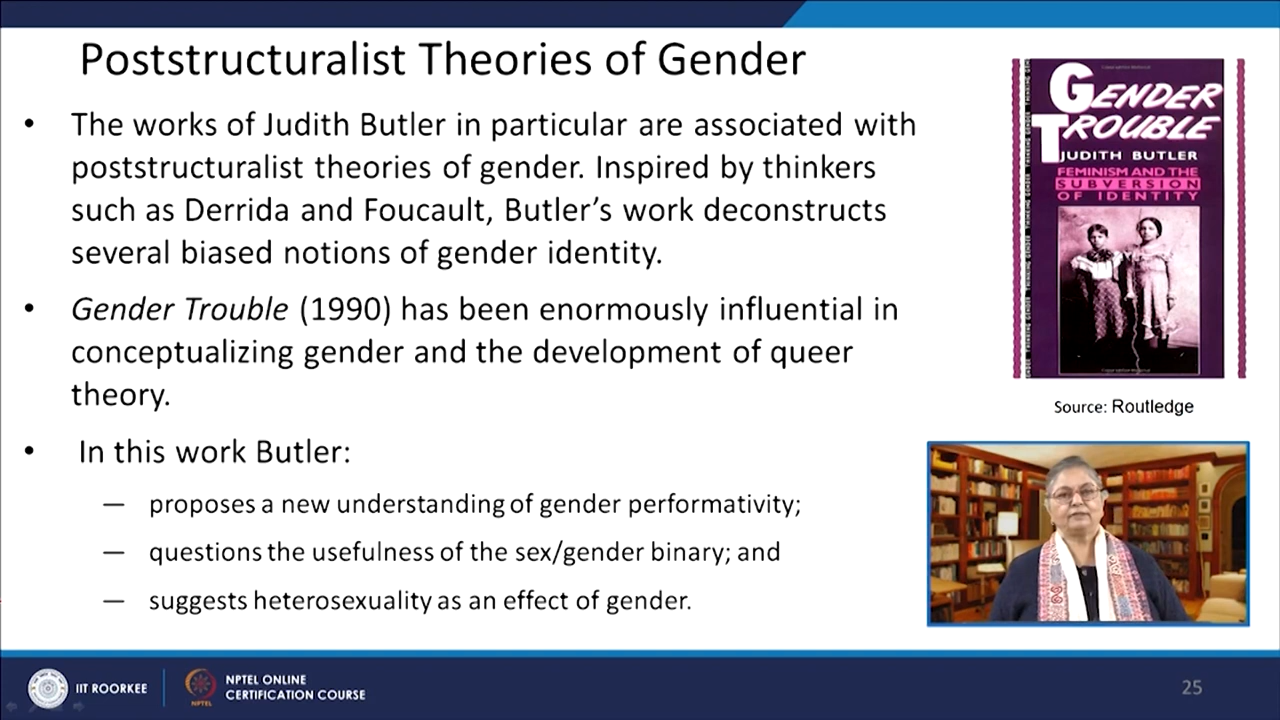 Poststructuralist Theories of Gender
• The works of Judith Butler in particular are associated with
poststructuralist theories of gender. Inspired by thinkers
such as Derrida and Foucault, Butler’s work deconstructs
several biased notions of gender identity.
• Gender Trouble (1990) has been enormously influential in
conceptualizing gender and the development of queer
theory.
• In this work Butler:
— proposes a new understanding of gender performativity;
— questions the usefulness of the sex/gender binary; and
— suggests heterosexuality as an effect of gender.
GENDER
TROUBLE
JUDITH BUTLER
FEMINISM AND THE
SUBVERSION
OF IDENTITY
Source: Routledge
IIT ROORKEE
NPTEL
NPTEL ONLINE
CERTIFICATION COURSE
25